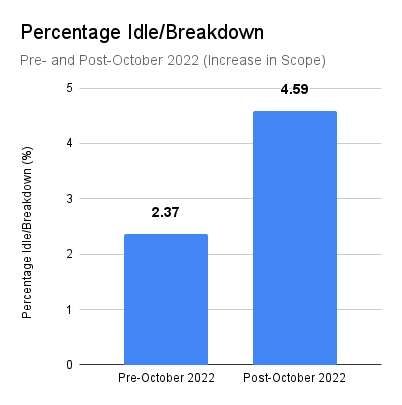 Percentage Idle/Breakdown
Pre- and Post-October 2022 (Increase in Scope)
Percentage Idle/Breakdown (%)
5
4
3
2
1
0
2.37
4.59
Pre-October 2022
Post-October 2022